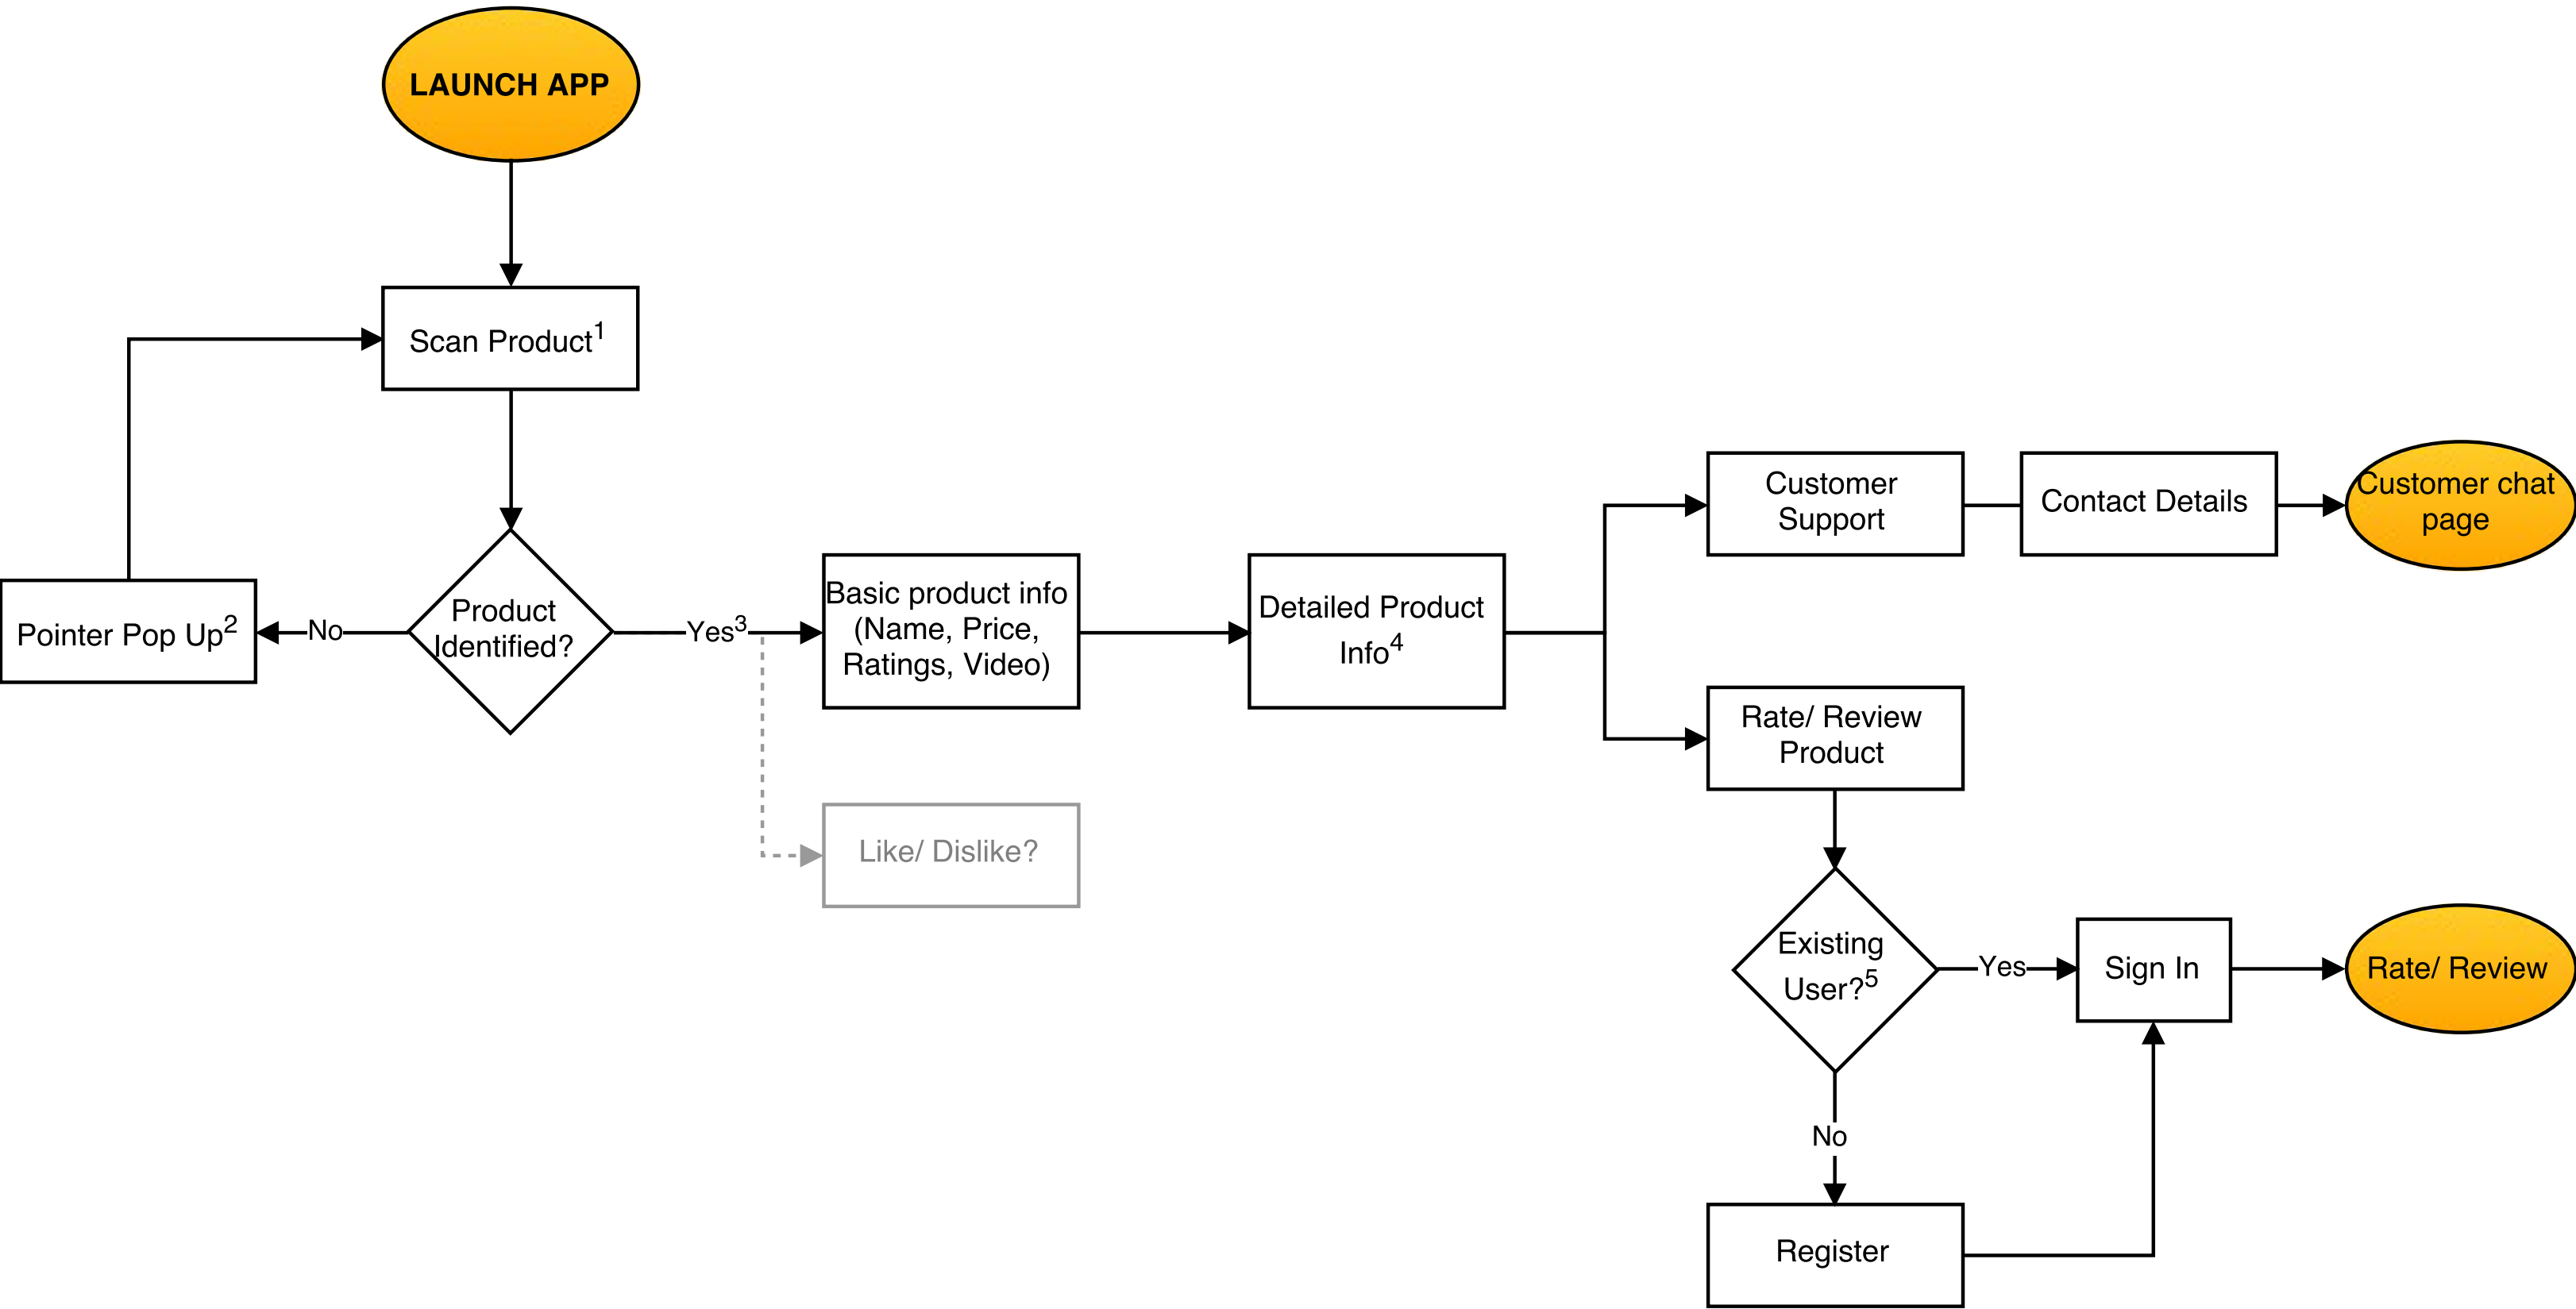 LAUNCH APP
Scan Product1
Pointer Pop Up2
No
Product
Identified?
Yes3
Basic product info
(Name, Price,
Ratings, Video)
Like/ Dislike?
Detailed Product
Info4
Customer
Support
Contact Details
Customer chat
page
Rate/ Review
Product
Existing
User?5
Yes
Sign In
Rate/ Review
No
Register